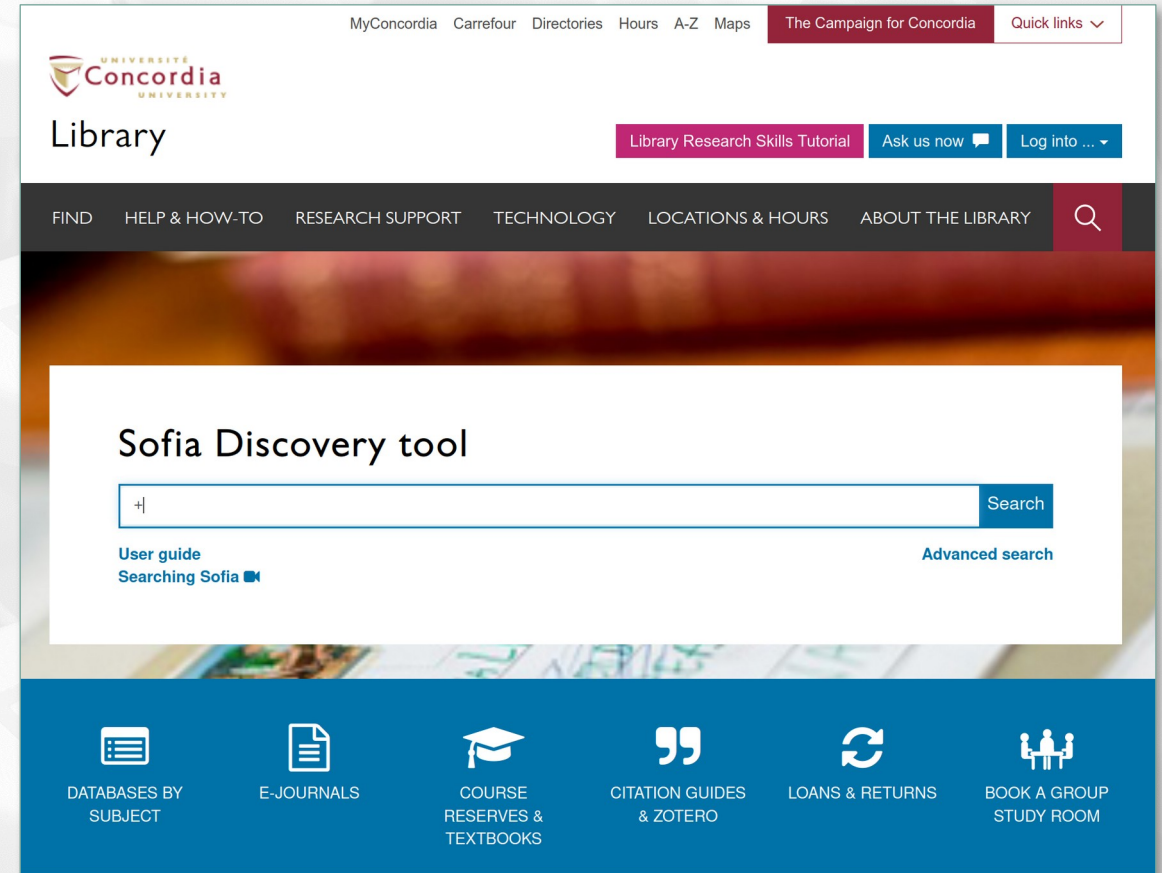 MyConcordia Carrefour Directories Hours A-Z Maps The Campaign for Concordia Quick links
UNIVERSITÉ
Concordia
UNIVERSITY
Library
Library Research Skills Tutorial Ask us now Log into ...
FIND HELP & HOW-TO RESEARCH SUPPORT TECHNOLOGY LOCATIONS & HOURS ABOUT THE LIBRARY
Sofia Discovery tool
+ Search
User guide Advanced search
Searching Sofia
DATABASES BY SUBJECT
E-JOURNALS
COURSE RESERVES & TEXTBOOKS
CITATION GUIDES & ZOTERO
LOANS & RETURNS
BOOK A GROUP STUDY ROOM